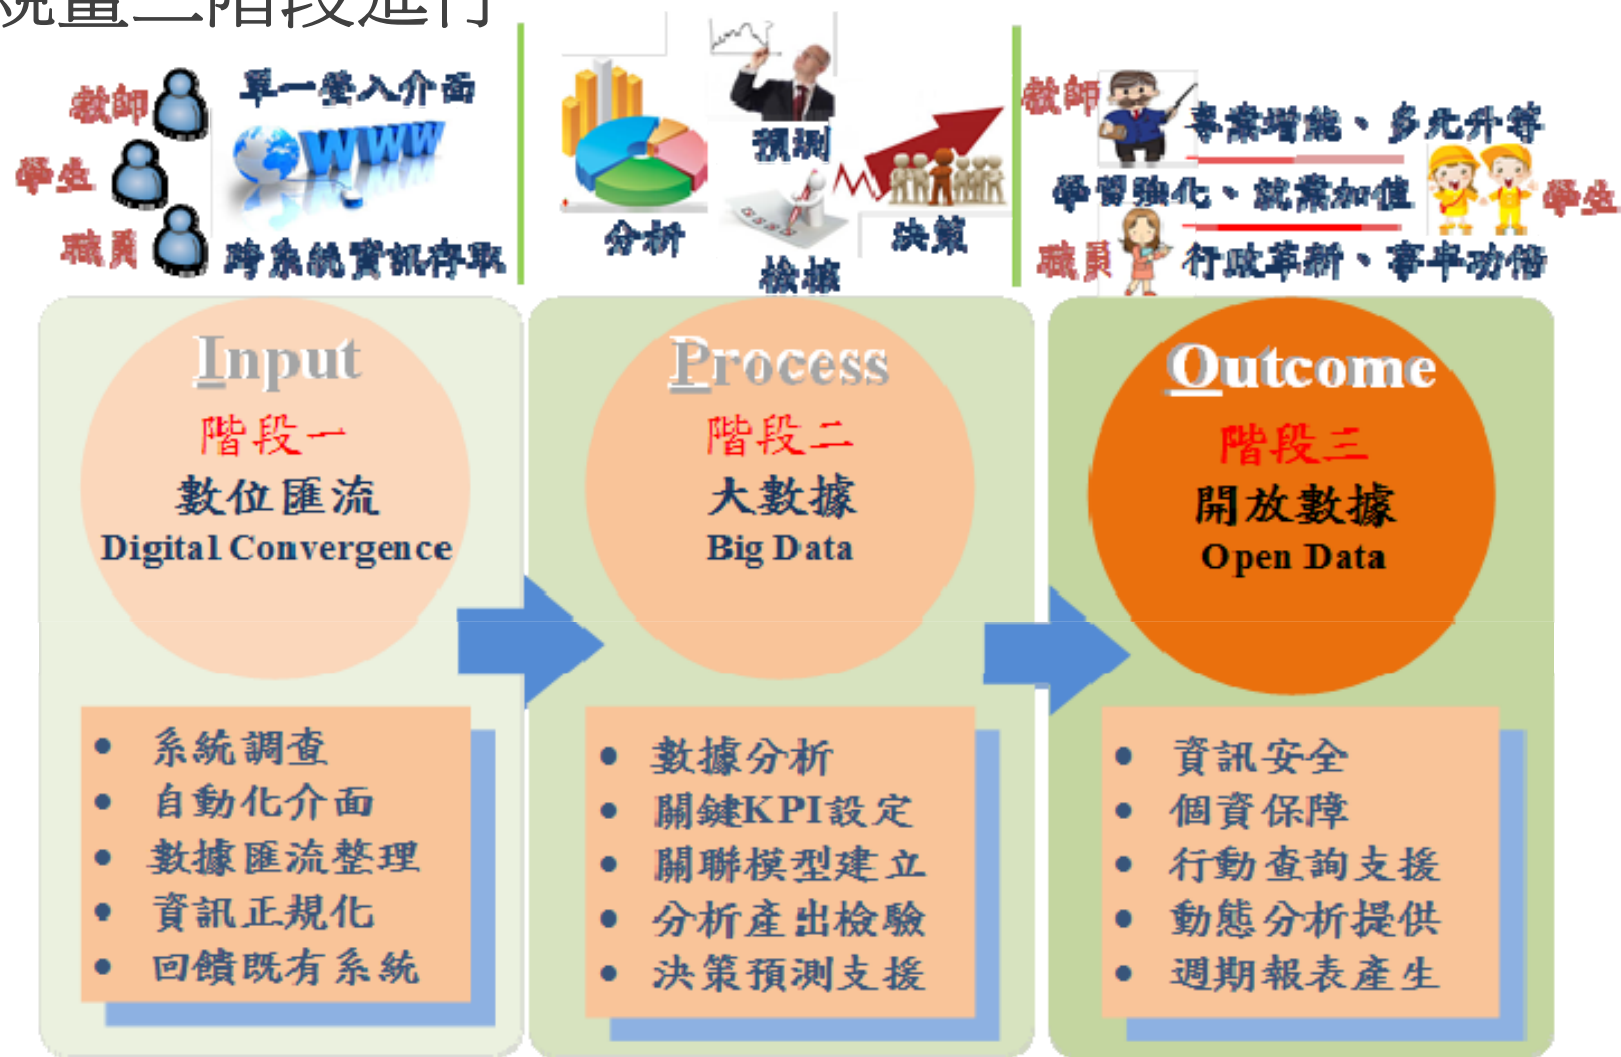 規畫三階段進行
教師
單一登入介面
WWW
學生
職員
跨系統資訊存取
預測
分析
決策
檢據
教師
專業增能、多元升等
學習強化、就業加值
學生
職員
行政革新、事半功倍
Input
階段一
數位匯流
Digital Convergence
• 系統調查
• 自動化介面
• 數據匯流整理
• 資訊正規化
• 回饋既有系統
Process
階段二
大數據
Big Data
• 數據分析
• 關鍵KPI設定
• 關聯模型建立
• 分析產出檢驗
• 決策預測支援
Outcome
階段三
開放數據
Open Data
• 資訊安全
• 個資保障
• 行動查詢支援
• 動態分析提供
• 週期報表產生